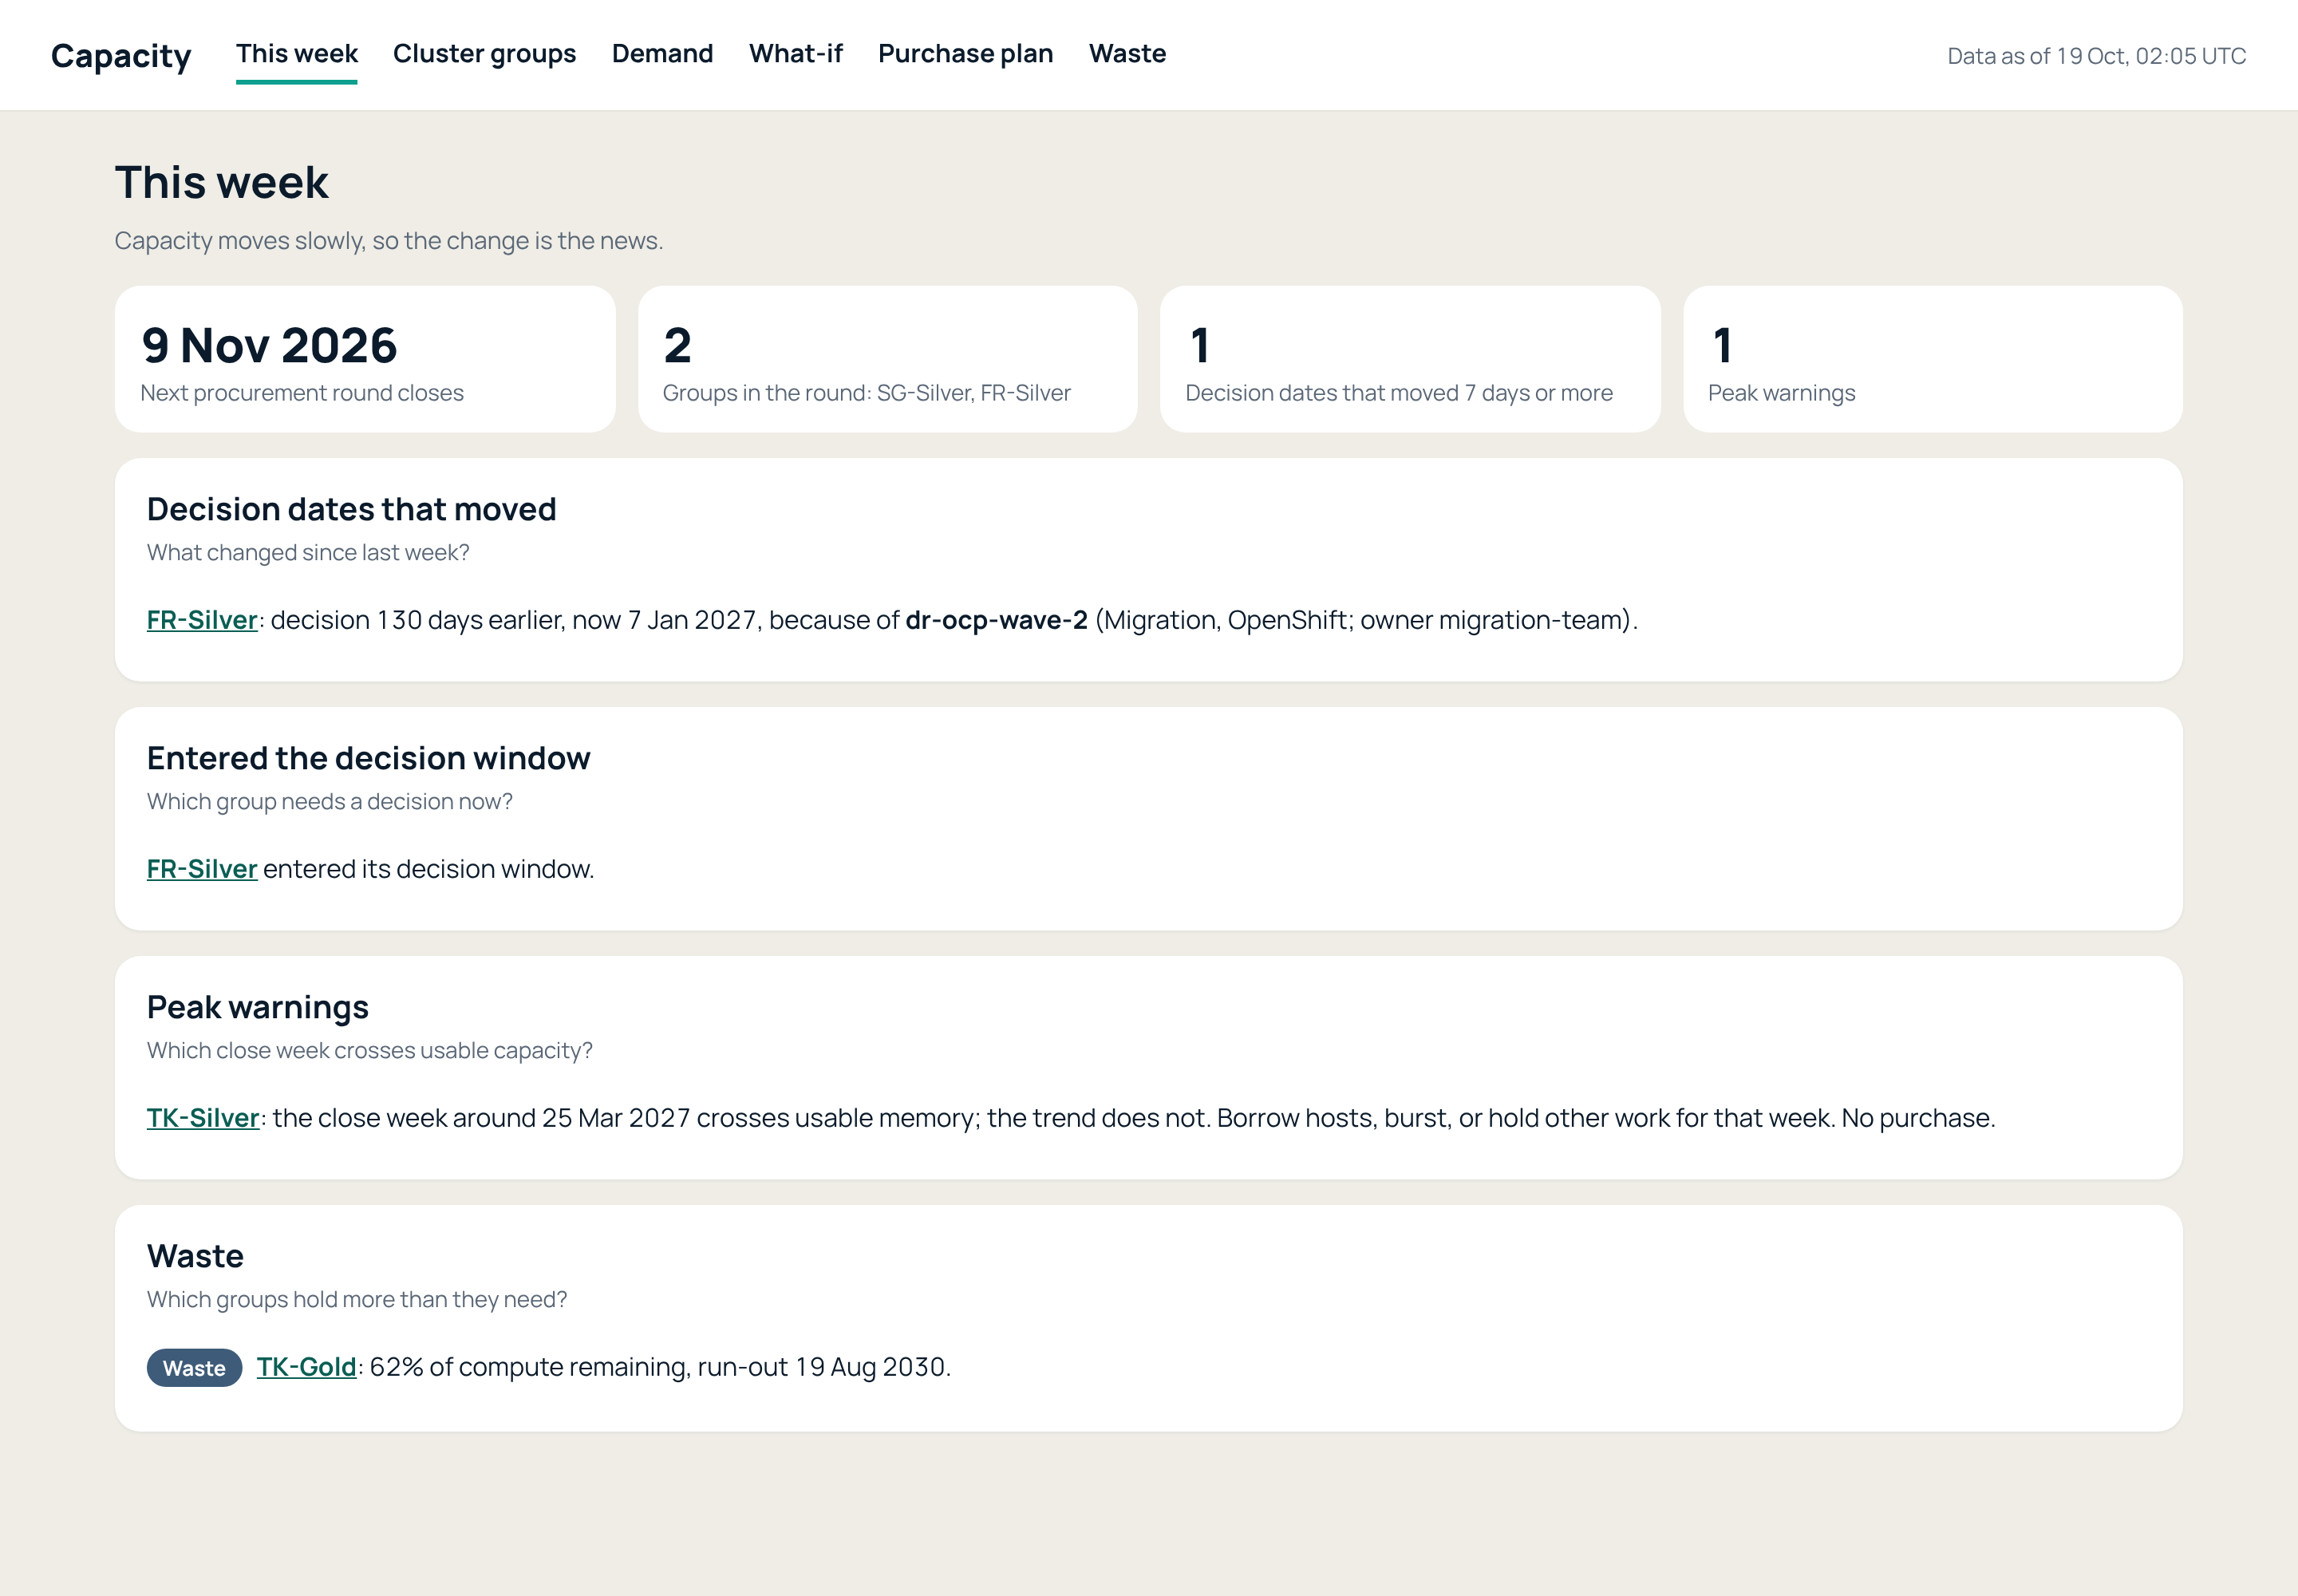 Capacity This week Cluster groups Demand What-if Purchase plan Waste Data as of 19 Oct, 02:05 UTC
This week
Capacity moves slowly, so the change is the news.
9 Nov 2026
Next procurement round closes
2
Groups in the round: SG-Silver, FR-Silver
1
Decision dates that moved 7 days or more
1
Peak warnings
Decision dates that moved
What changed since last week?
FR-Silver: decision 130 days earlier, now 7 Jan 2027, because of dr-ocp-wave-2 (Migration, OpenShift; owner migration-team).
Entered the decision window
Which group needs a decision now?
FR-Silver entered its decision window.
Peak warnings
Which close week crosses usable capacity?
TK-Silver: the close week around 25 Mar 2027 crosses usable memory; the trend does not. Borrow hosts, burst, or hold other work for that week. No purchase.
Waste
Which groups hold more than they need?
Waste TK-Gold: 62% of compute remaining, run-out 19 Aug 2030.